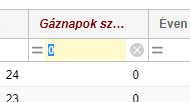 Gáznapok sz... Éven
= 0 =
24 0
23 0